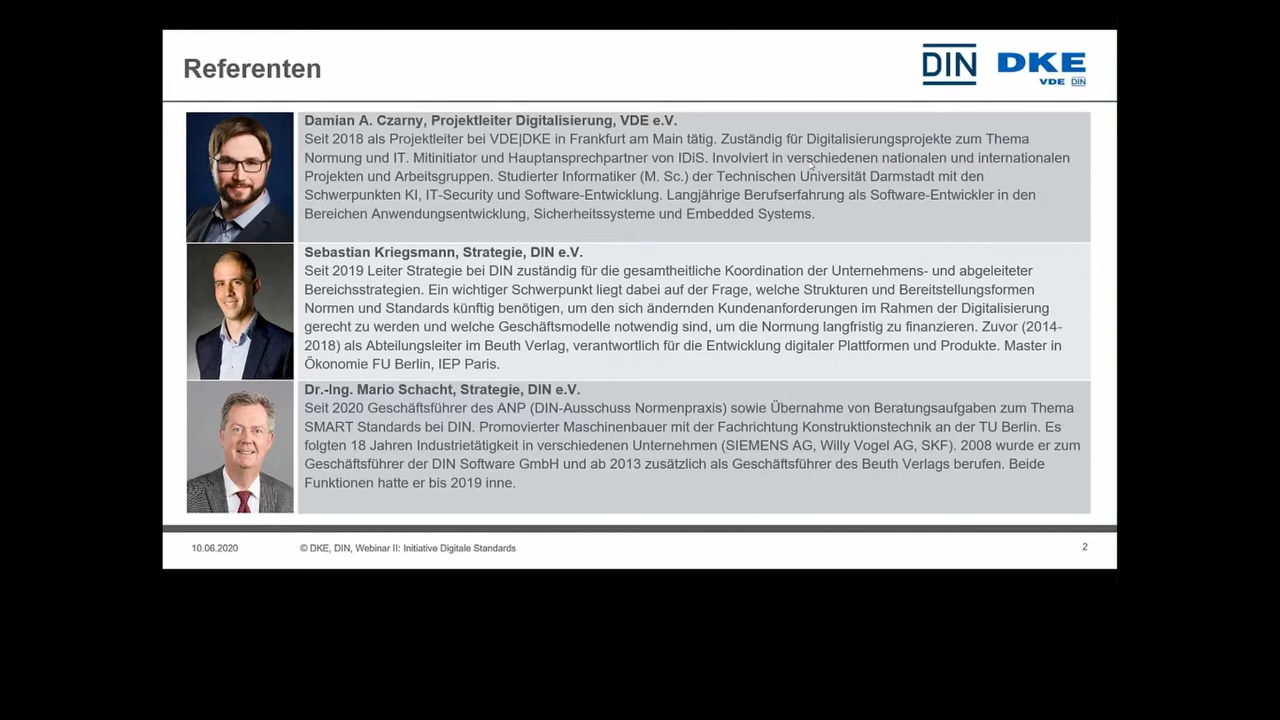 Referenten
DIN
DKE
VDE DIN
Damian A. Czarny, Projektleiter Digitalisierung, VDE e.V.
Seit 2018 als Projektleiter bei VDE|DKE in Frankfurt am Main tätig. Zuständig für Digitalisierungsprojekte zum Thema
Normung und IT. Mitinitiator und Hauptansprechpartner von IDiS. Involviert in verschiedenen nationalen und internationalen
Projekten und Arbeitsgruppen. Studierter Informatiker (M. Sc.) der Technischen Universität Darmstadt mit den
Schwerpunkten KI, IT-Security und Software-Entwicklung. Langjährige Berufserfahrung als Software-Entwickler in den
Bereichen Anwendungsentwicklung, Sicherheitssysteme und Embedded Systems.
Sebastian Kriegsmann, Strategie, DIN e.V.
Seit 2019 Leiter Strategie bei DIN zuständig für die gesamtheitliche Koordination der Unternehmens- und abgeleiteter
Bereichsstrategien. Ein wichtiger Schwerpunkt liegt dabei auf der Frage, welche Strukturen und Bereitstellungsformen
Normen und Standards künftig benötigen, um den sich ändernden Kundenanforderungen im Rahmen der Digitalisierung
gerecht zu werden und welche Geschäftsmodelle notwendig sind, um die Normung langfristig zu finanzieren. Zuvor (2014-
2018) als Abteilungsleiter im Beuth Verlag, verantwortlich für die Entwicklung digitaler Plattformen und Produkte. Master in
Ökonomie FU Berlin, IEP Paris.
Dr.-Ing. Mario Schacht, Strategie, DIN e.V.
Seit 2020 Geschäftsführer des ANP (DIN-Ausschuss Normenpraxis) sowie Übernahme von Beratungsaufgaben zum Thema
SMART Standards bei DIN. Promovierter Maschinenbauer mit der Fachrichtung Konstruktionstechnik an der TU Berlin. Es
folgten 18 Jahren Industrietätigkeit in verschiedenen Unternehmen (SIEMENS AG, Willy Vogel AG, SKF). 2008 wurde er zum
Geschäftsführer der DIN Software GmbH und ab 2013 zusätzlich als Geschäftsführer des Beuth Verlags berufen. Beide
Funktionen hatte er bis 2019 inne.
10.06.2020
© DKE, DIN, Webinar II: Initiative Digitale Standards
2